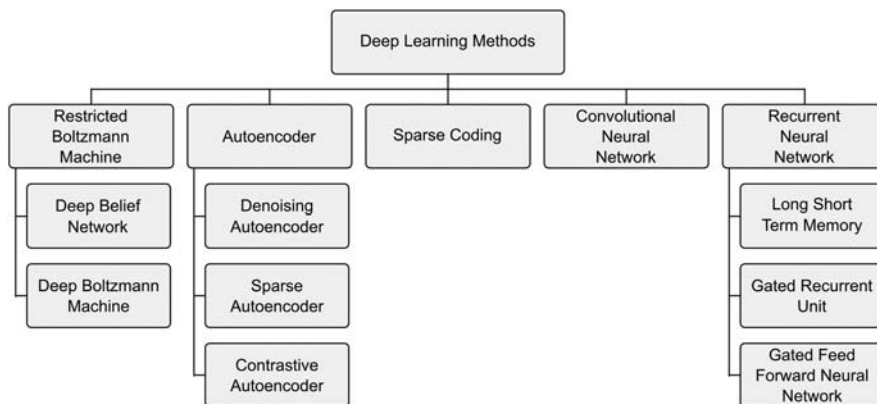 Deep Learning Methods
Restricted
Boltzmann
Machine
Autoencoder
Sparse Coding
Convolutional
Neural
Network
Recurrent
Neural
Network
Deep Belief
Network
Deep Boltzmann
Machine
Denoising
Autoencoder
Sparse
Autoencoder
Contrastive
Autoencoder
Long Short
Term Memory
Gated Recurrent
Unit
Gated Feed
Forward Neural
Network